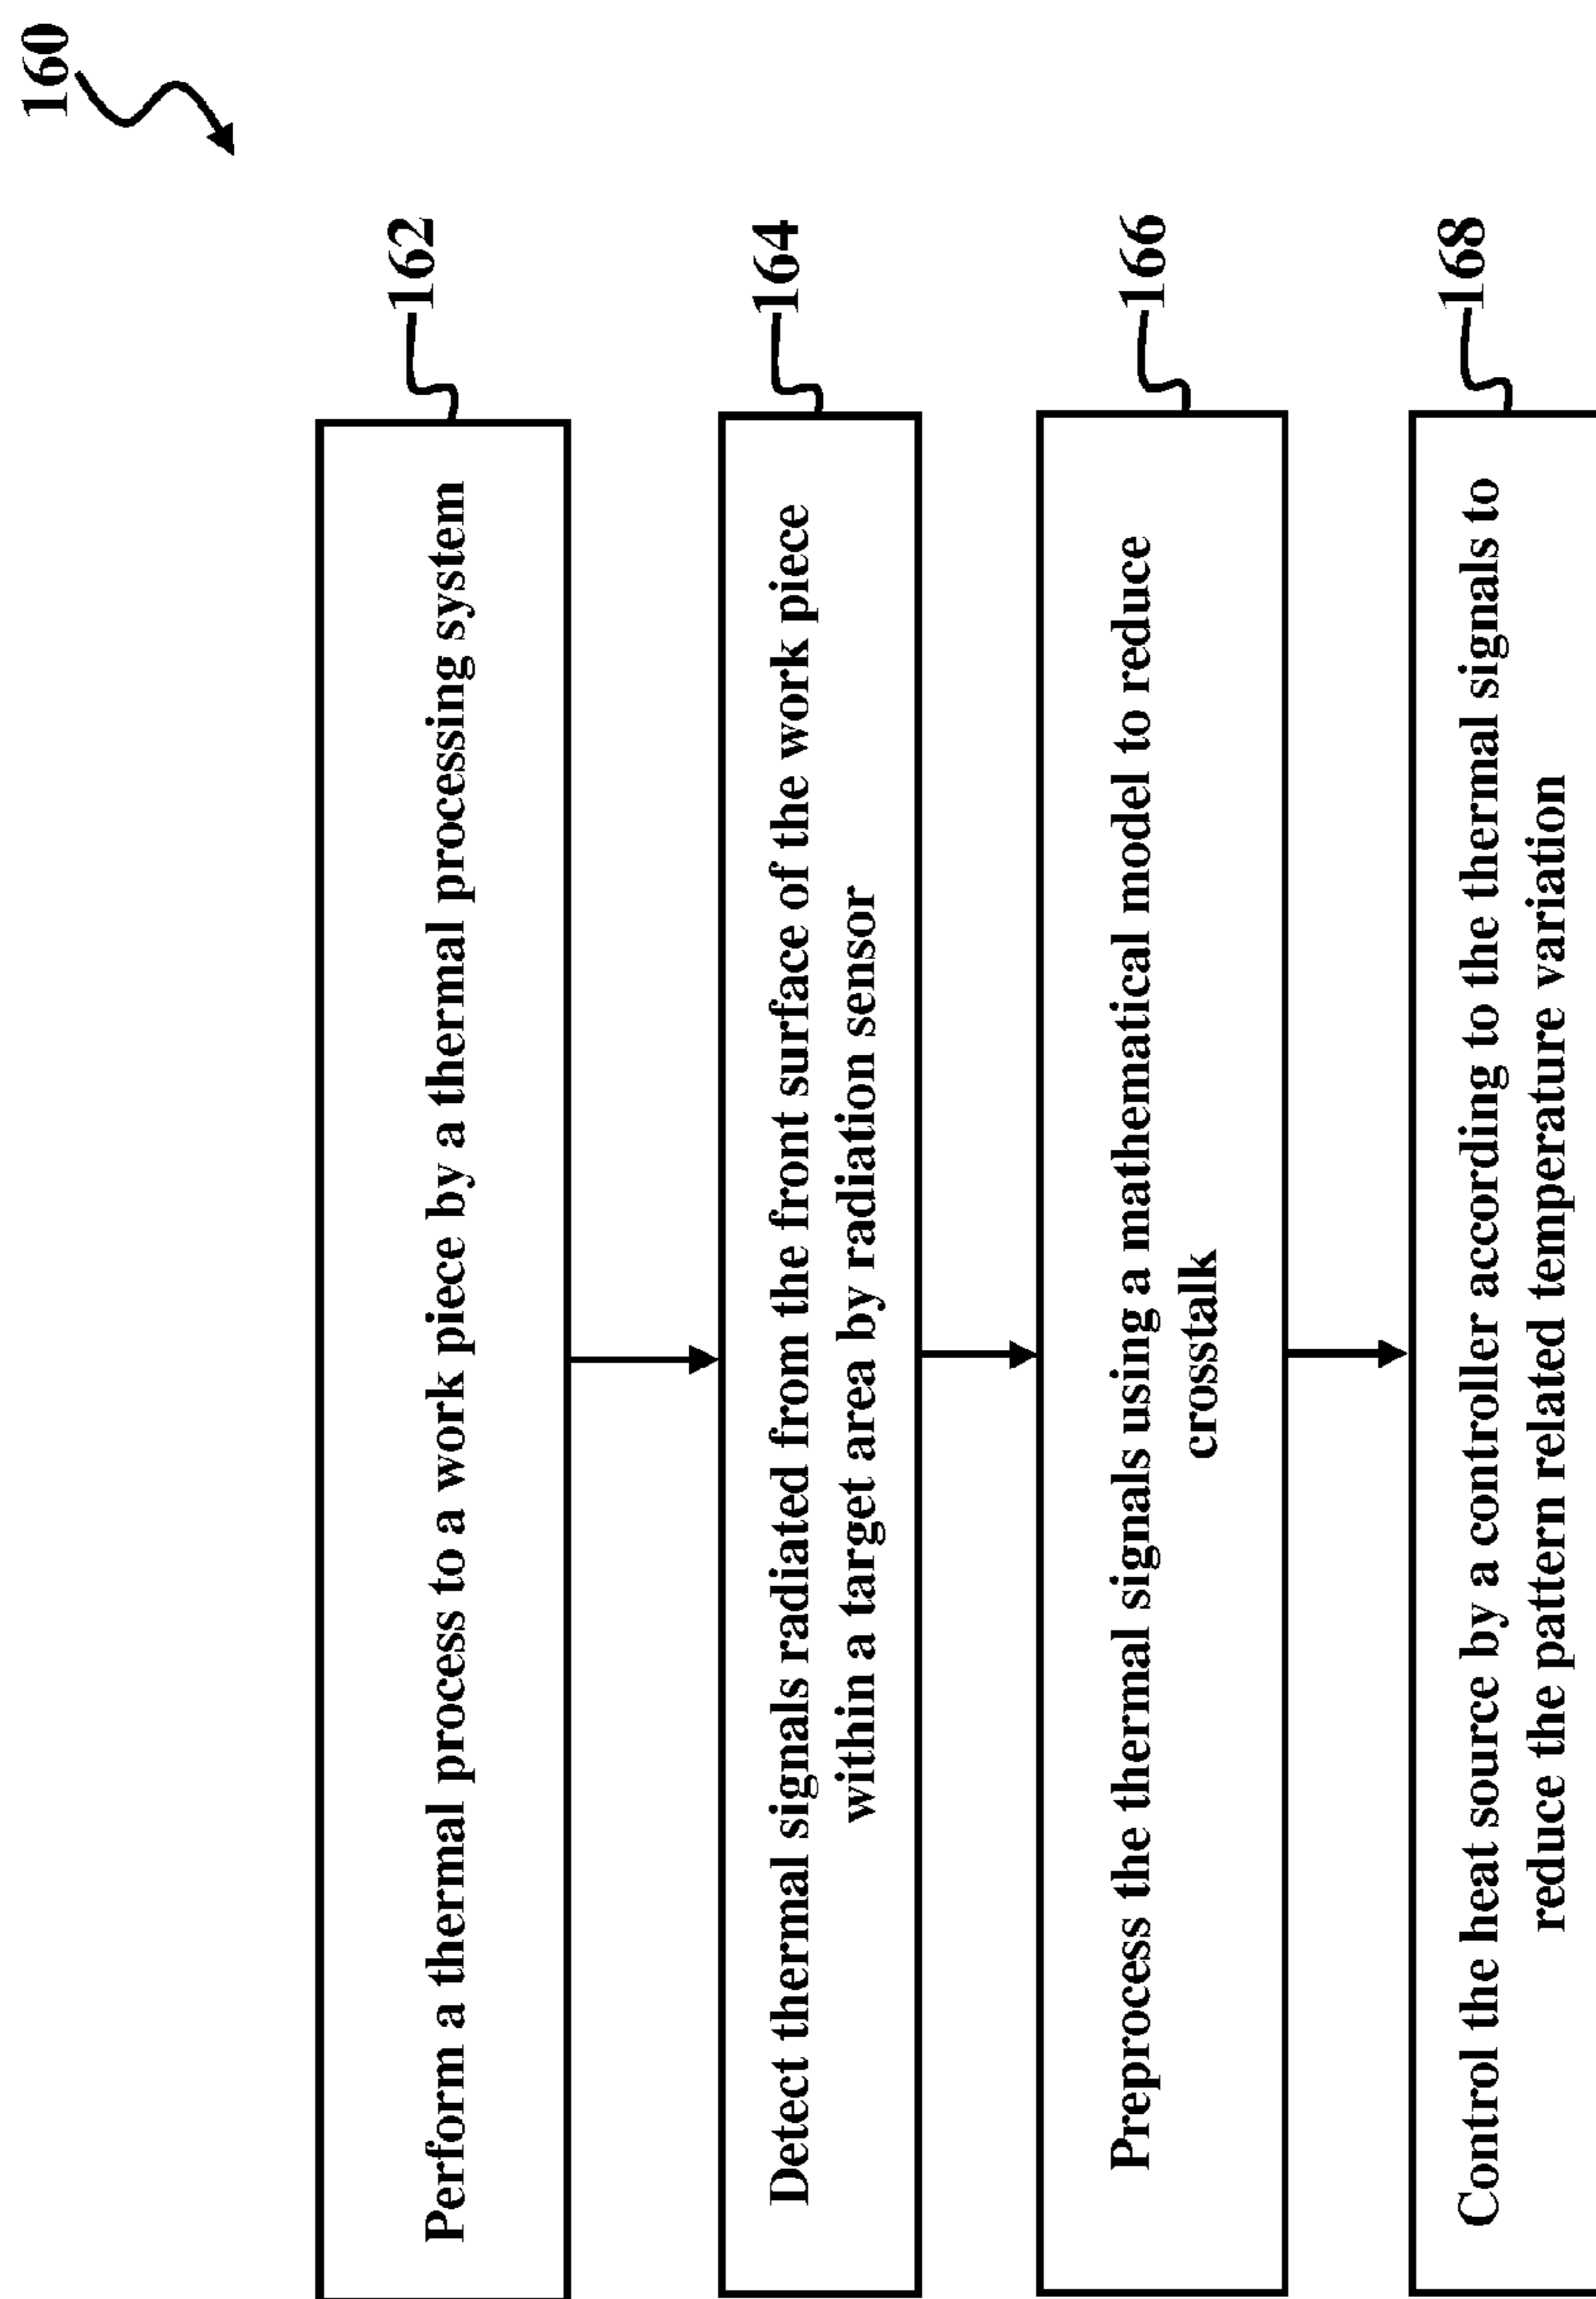 160
162
Perform a thermal process to a work piece by a thermal processing system
164
Detect thermal signals radiated from the front surface of the work piece
within a target area by radiation sensor
166
Preprocess the thermal signals using a mathematical model to reduce
crosstalk
168
Control the heat source by a controller according to the thermal signals to
reduce the pattern related temperature variation